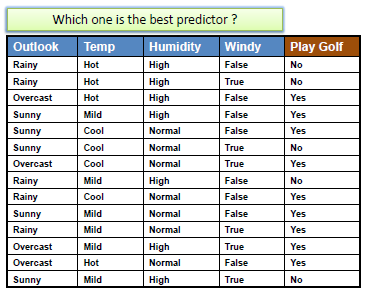 Which one is the best predictor ?
Outlook Temp Humidity Windy Play Golf
Rainy Hot High False No
Rainy Hot High True No
Overcast Hot High False Yes
Sunny Mild High False Yes
Sunny Cool Normal False Yes
Sunny Cool Normal True No
Overcast Cool Normal True Yes
Rainy Mild High False No
Rainy Cool Normal False Yes
Sunny Mild Normal False Yes
Rainy Mild Normal True Yes
Overcast Mild High True Yes
Overcast Hot Normal False Yes
Sunny Mild High True No